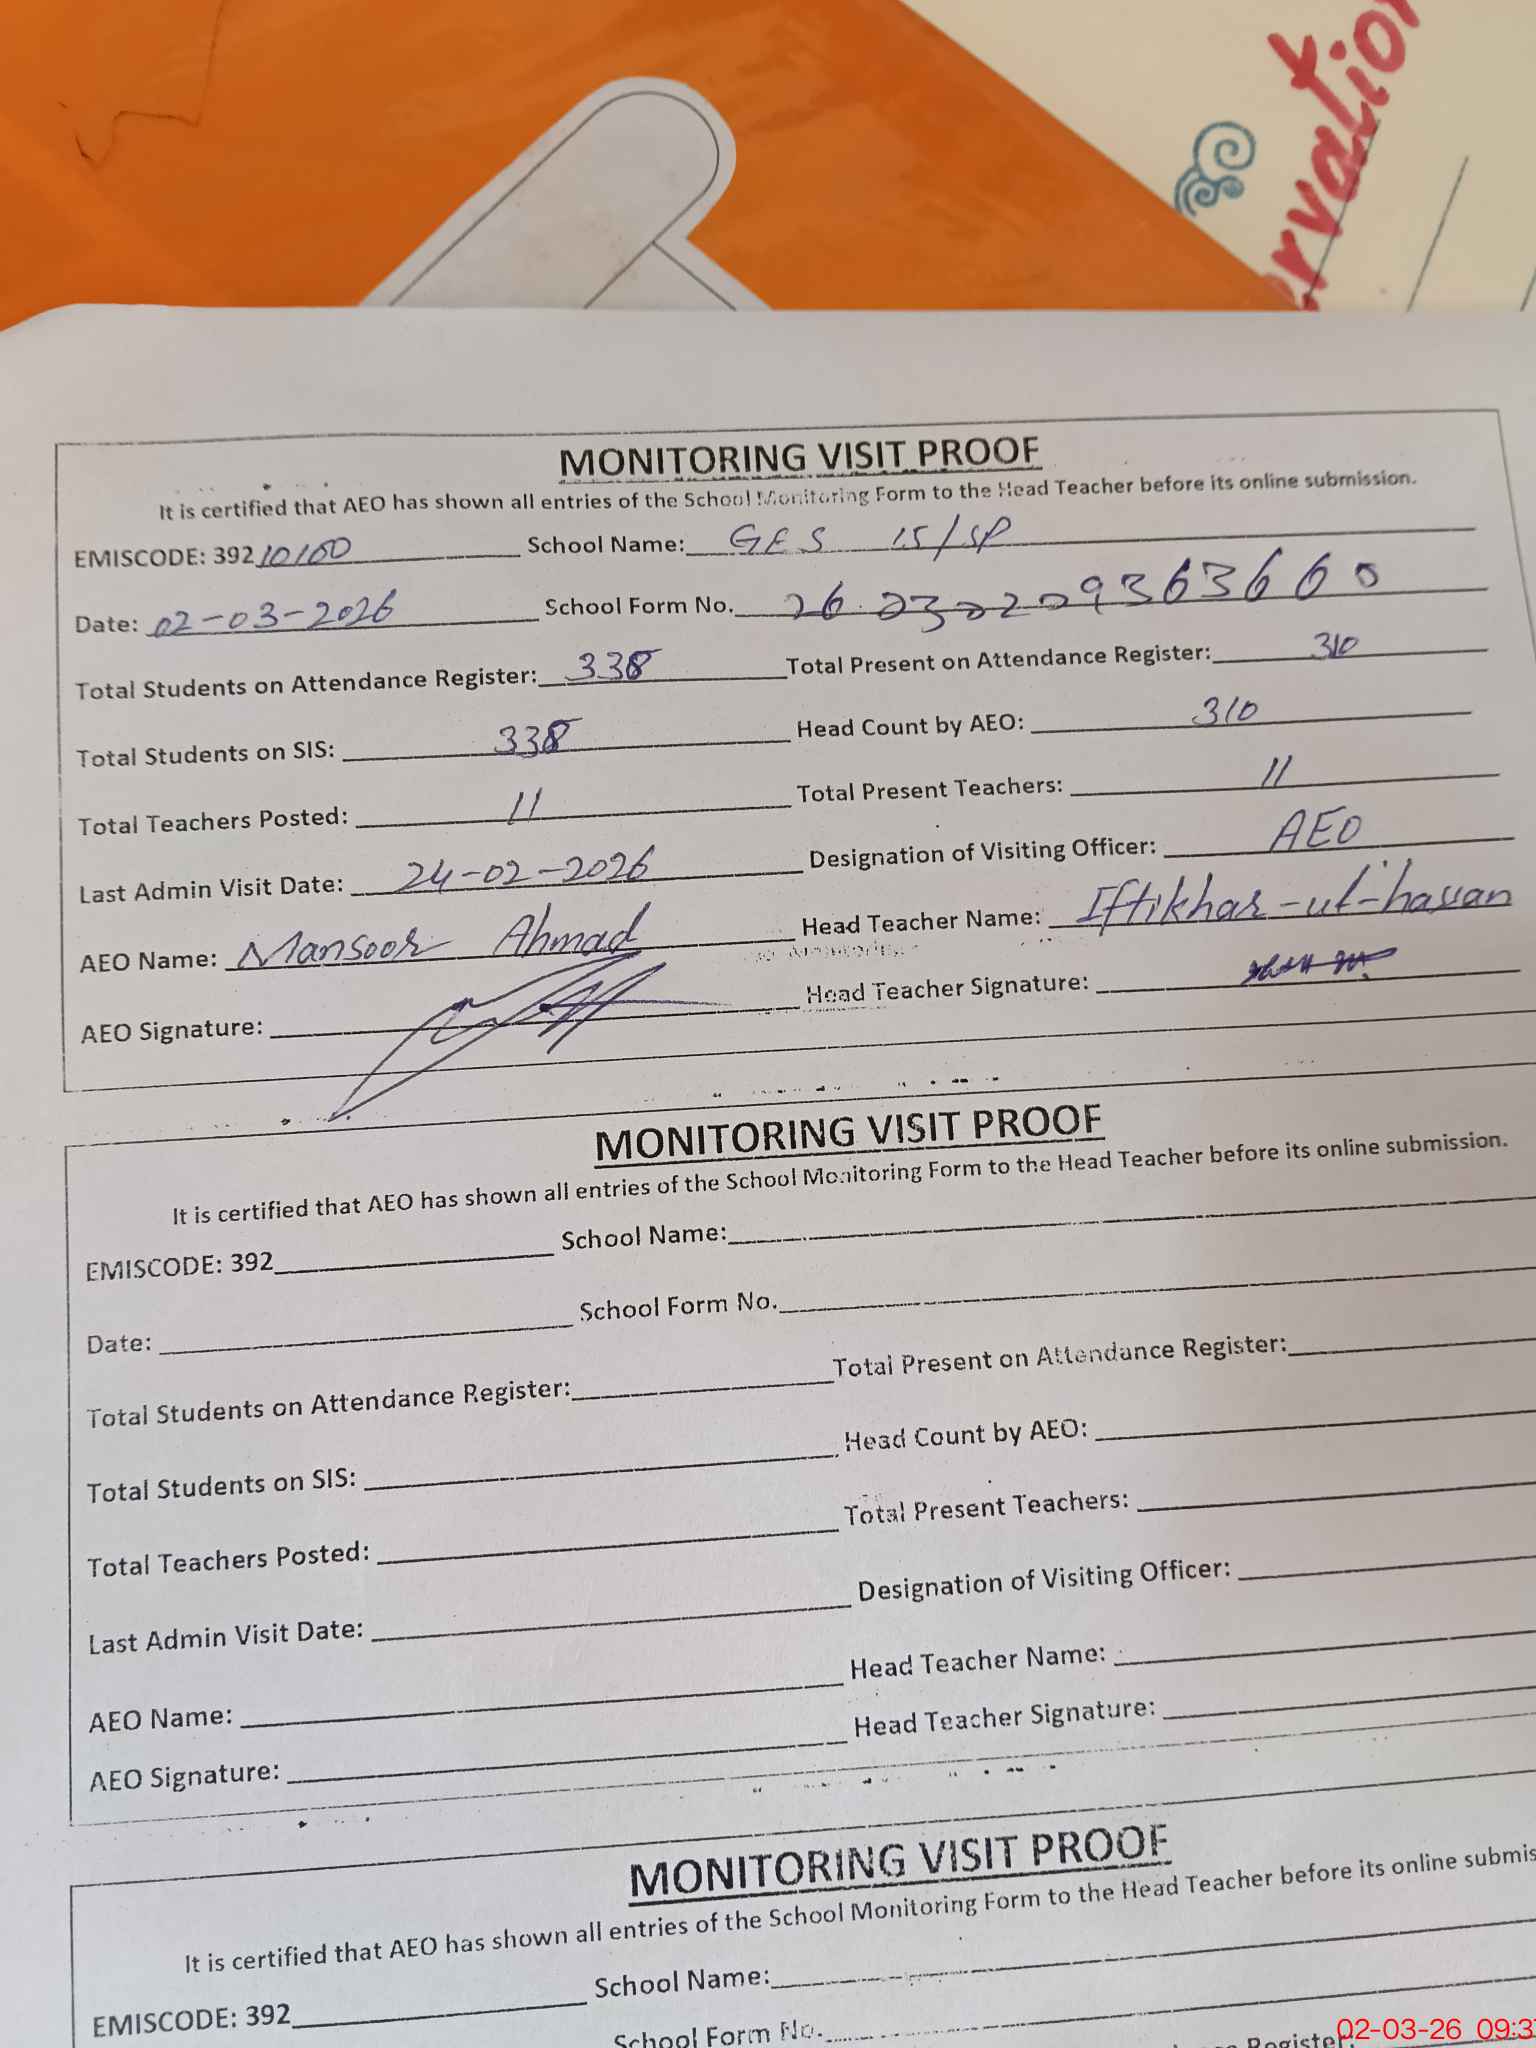 ervation
MONITORING VISIT PROOF
It is certified that AEO has shown all entries of the School Monitoring Form to the Head Teacher before its online submission.
EMISCODE: 39210100 School Name: GES 15/SP
Date: 02-03-2026 School Form No.
Total Students on Attendance Register: 338 Total Present on Attendance Register: 310
Total Students on SIS: 338 Head Count by AEO: 310
Total Teachers Posted: 11 Total Present Teachers: 11
Last Admin Visit Date: 24-02-2026 Designation of Visiting Officer: AEO
AEO Name: Mansoor Ahmad Head Teacher Name: Iftikhar-ul-hassan
AEO Signature: Head Teacher Signature:
MONITORING VISIT PROOF
It is certified that AEO has shown all entries of the School Monitoring Form to the Head Teacher before its online submission.
EMISCODE: 392 School Name:
Date: School Form No.
Total Students on Attendance Register: Total Present on Attendance Register:
Total Students on SIS: Head Count by AEO:
Total Teachers Posted: Total Present Teachers:
Last Admin Visit Date: Designation of Visiting Officer:
AEO Name: Head Teacher Name:
AEO Signature: Head Teacher Signature:
MONITORING VISIT PROOF
It is certified that AEO has shown all entries of the School Monitoring Form to the Head Teacher before its online submis
EMISCODE: 392 School Name:
School Form No.
Register:
02-03-26 09:3